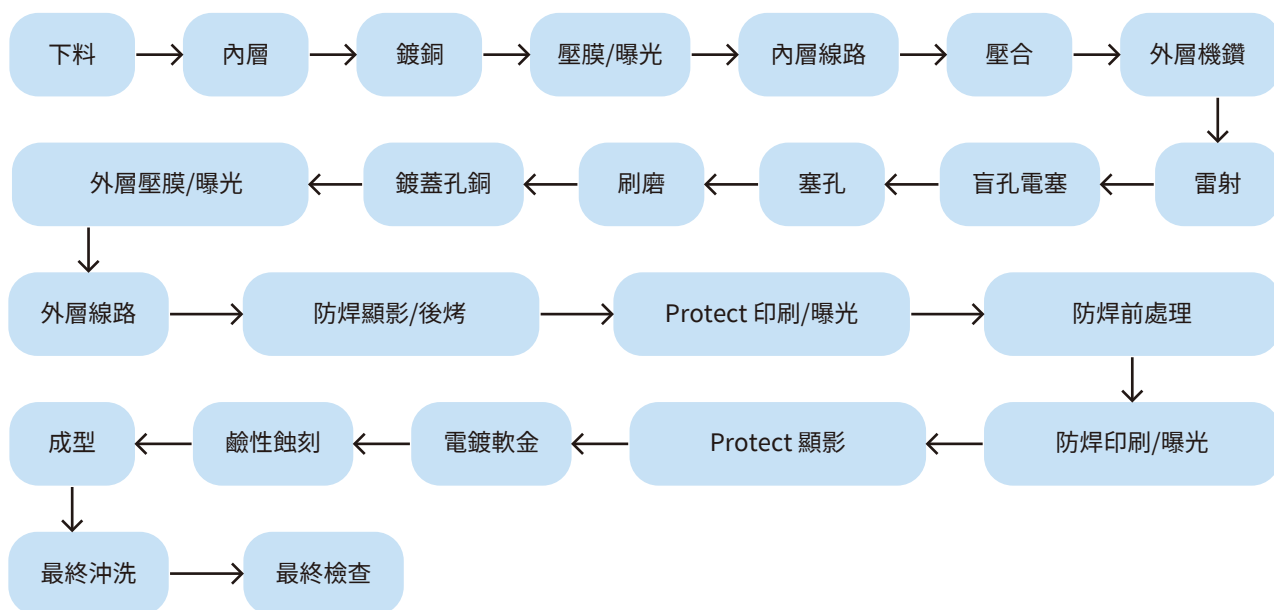 下料
內層
鍍銅
壓膜/曝光
內層線路
壓合
外層機鑽
雷射
盲孔電塞
塞孔
刷磨
鍍蓋孔銅
外層壓膜/曝光
外層線路
防焊顯影/後烤
Protect 印刷/曝光
防焊前處理
防焊印刷/曝光
Protect 顯影
電鍍軟金
鹼性蝕刻
成型
最終沖洗
最終檢查